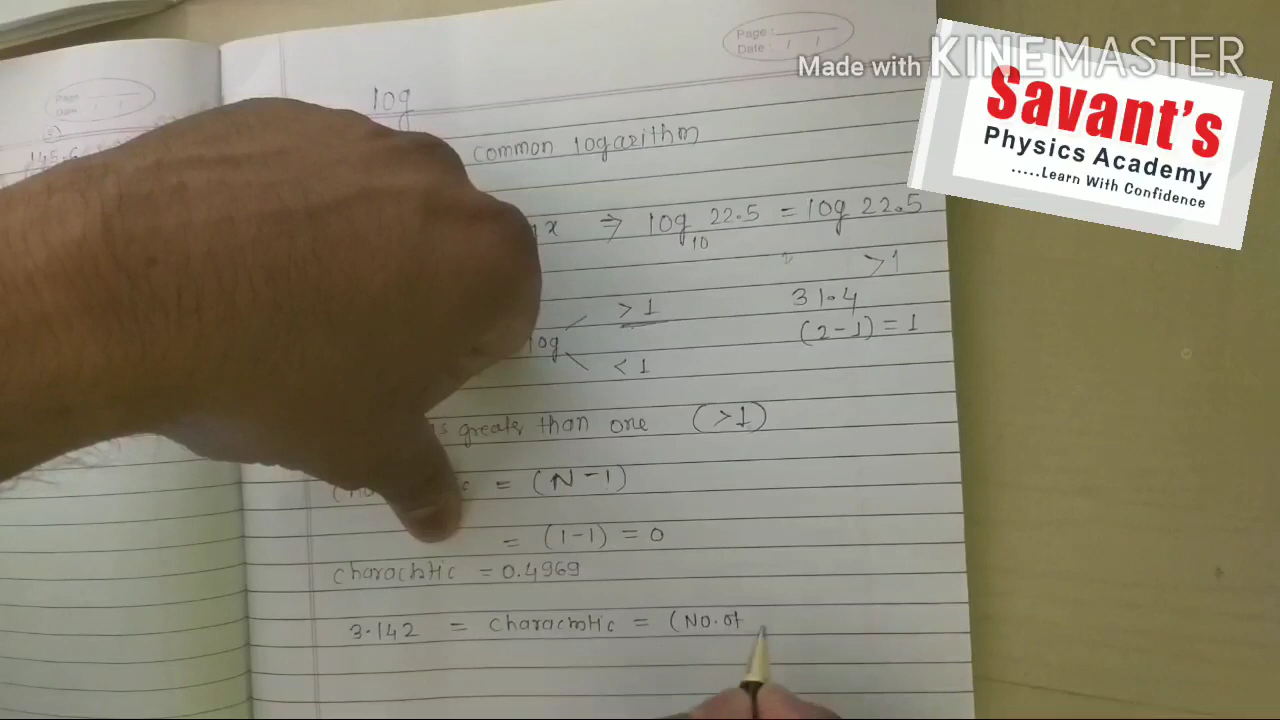 Page :
Date : / /
Made with KINEMASTER
Savant's
Physics Academy
.....Learn With Confidence
Page
Date / /
log
common logarithm
x ⇒ log₁₀ 22.5 = log 22.5
> 1
31.4
(2-1) = 1
log
> 1
< 1
greater than one (>1)
= (N-1)
= (1-1) = 0
= 0.4969
3.142 = = (No. of